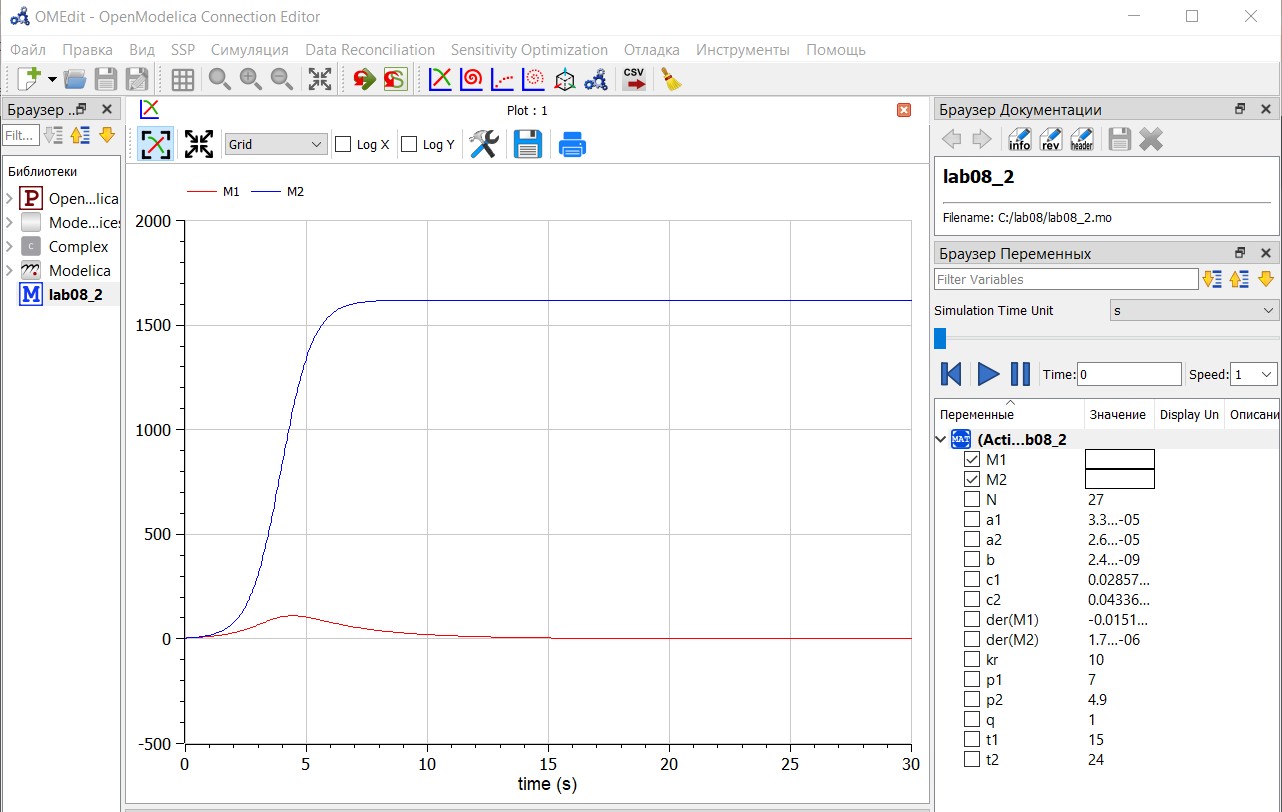 OMEdit - OpenModelica Connection Editor
Файл Правка Вид SSP Симуляция Data Reconciliation Sensitivity Optimization Отладка Инструменты Помощь
CSV
Браузер ..
Filt...
Библиотеки
P Open...lica
Mode...ices
C Complex
m Modelica
M lab08_2
Plot : 1
Grid
Log X
Log Y
M1
M2
2000
1500
1000
500
0
-500
0 5 10 15 20 25 30
time (s)
Браузер Документации
info rev header
lab08_2
Filename: C:/lab08/lab08_2.mo
Браузер Переменных
Filter Variables
Simulation Time Unit s
Time: 0 Speed: 1
Переменные Значение Display Un Описани
MAT (Acti...b08_2
M1
M2
N 27
a1 3.3...-05
a2 2.6...-05
b 2.4...-09
c1 0.02857...
c2 0.04336...
der(M1) -0.0151...
der(M2) 1.7...-06
kr 10
p1 7
p2 4.9
q 1
t1 15
t2 24